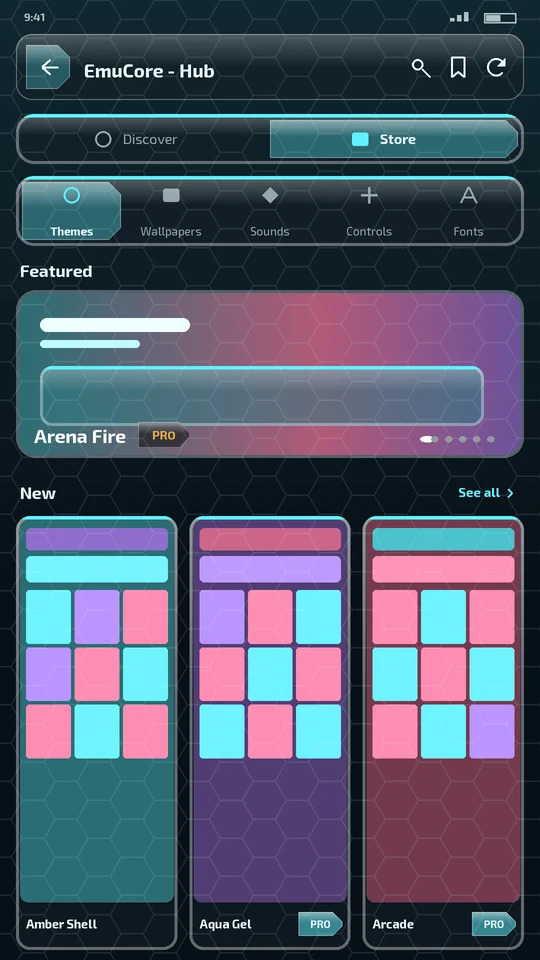 9:41
EmuCore - Hub
Discover
Store
Themes
Wallpapers
Sounds
Controls
Fonts
Featured
Arena Fire
PRO
New
See all
Amber Shell
Aqua Gel
PRO
Arcade
PRO